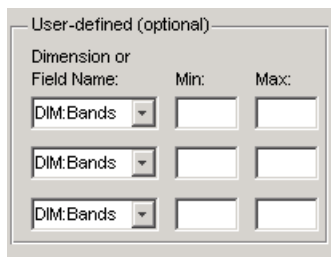 User-defined (optional)
Dimension or
Field Name: Min: Max:
DIM:Bands
DIM:Bands
DIM:Bands